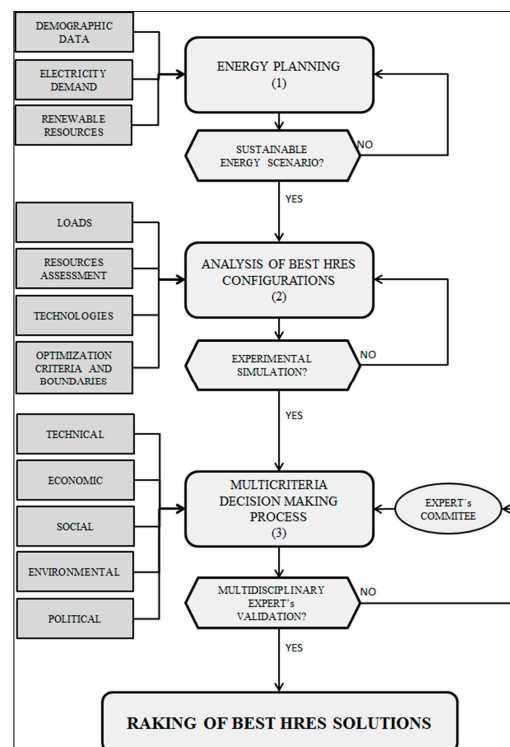 DEMOGRAPHIC
DATA
ELECTRICITY
DEMAND
RENEWABLE
RESOURCES
ENERGY PLANNING
(1)
SUSTAINABLE
ENERGY SCENARIO?
NO
YES
LOADS
RESOURCES
ASSESSMENT
TECHNOLOGIES
OPTIMIZATION
CRITERIA AND
BOUNDARIES
ANALYSIS OF BEST HRES
CONFIGURATIONS
(2)
EXPERIMENTAL
SIMULATION?
NO
YES
TECHNICAL
ECONOMIC
SOCIAL
ENVIRONMENTAL
POLITICAL
MULTICRITERIA
DECISION MAKING
PROCESS
(3)
EXPERT´s
COMMITEE
MULTIDISCIPLINARY
EXPERT's
VALIDATION?
NO
YES
RAKING OF BEST HRES SOLUTIONS